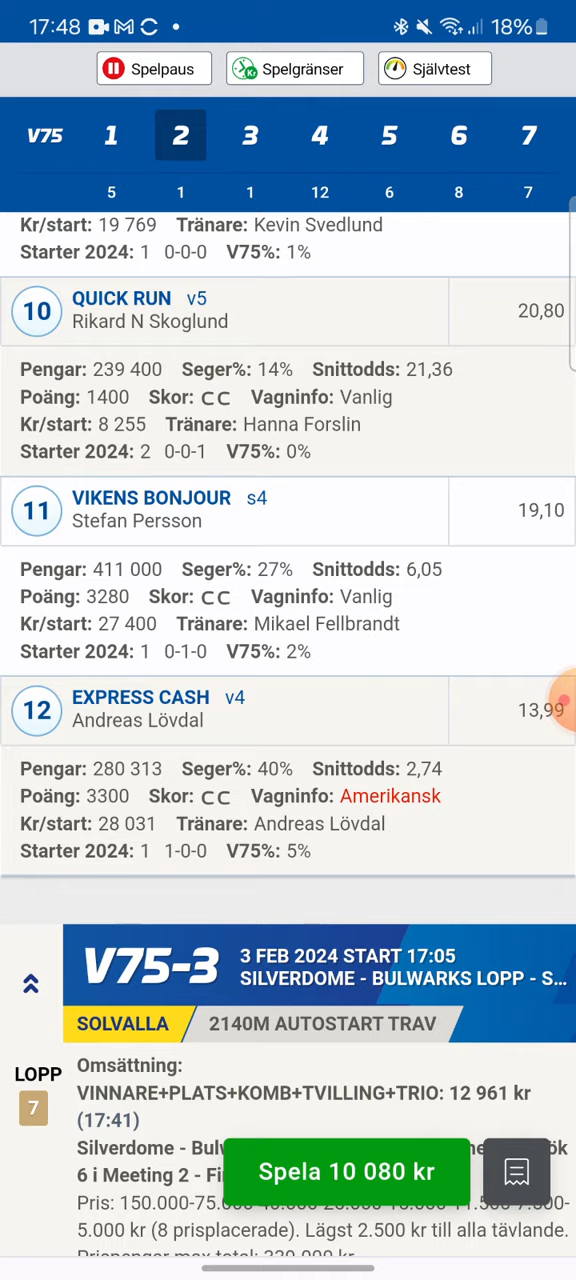 17:48 18%
Spelpaus Spelgränser Självtest
V75 1 2 3 4 5 6 7
5 1 1 12 6 8 7
Kr/start: 19 769 Tränare: Kevin Svedlund
Starter 2024: 1 0-0-0 V75%: 1%
10 QUICK RUN v5 20,80
Rikard N Skoglund
Pengar: 239 400 Seger%: 14% Snittodds: 21,36
Poäng: 1400 Skor: C C Vagninfo: Vanlig
Kr/start: 8 255 Tränare: Hanna Forslin
Starter 2024: 2 0-0-1 V75%: 0%
11 VIKENS BONJOUR s4 19,10
Stefan Persson
Pengar: 411 000 Seger%: 27% Snittodds: 6,05
Poäng: 3280 Skor: C C Vagninfo: Vanlig
Kr/start: 27 400 Tränare: Mikael Fellbrandt
Starter 2024: 1 0-1-0 V75%: 2%
12 EXPRESS CASH v4 13,99
Andreas Lövdal
Pengar: 280 313 Seger%: 40% Snittodds: 2,74
Poäng: 3300 Skor: C C Vagninfo: Amerikansk
Kr/start: 28 031 Tränare: Andreas Lövdal
Starter 2024: 1 1-0-0 V75%: 5%
V75-3 3 FEB 2024 START 17:05
SILVERDOME - BULWARKS LOPP - S...
SOLVALLA 2140M AUTOSTART TRAV
LOPP
7
Omsättning:
VINNARE+PLATS+KOMB+TVILLING+TRIO: 12 961 kr
(17:41)
Silverdome -
6 i Meeting 2 -
Spela 10 080 kr
Pris: 150.000-
5.000 kr (8 prisplacerade). Lägst 2.500 kr till alla tävlande.